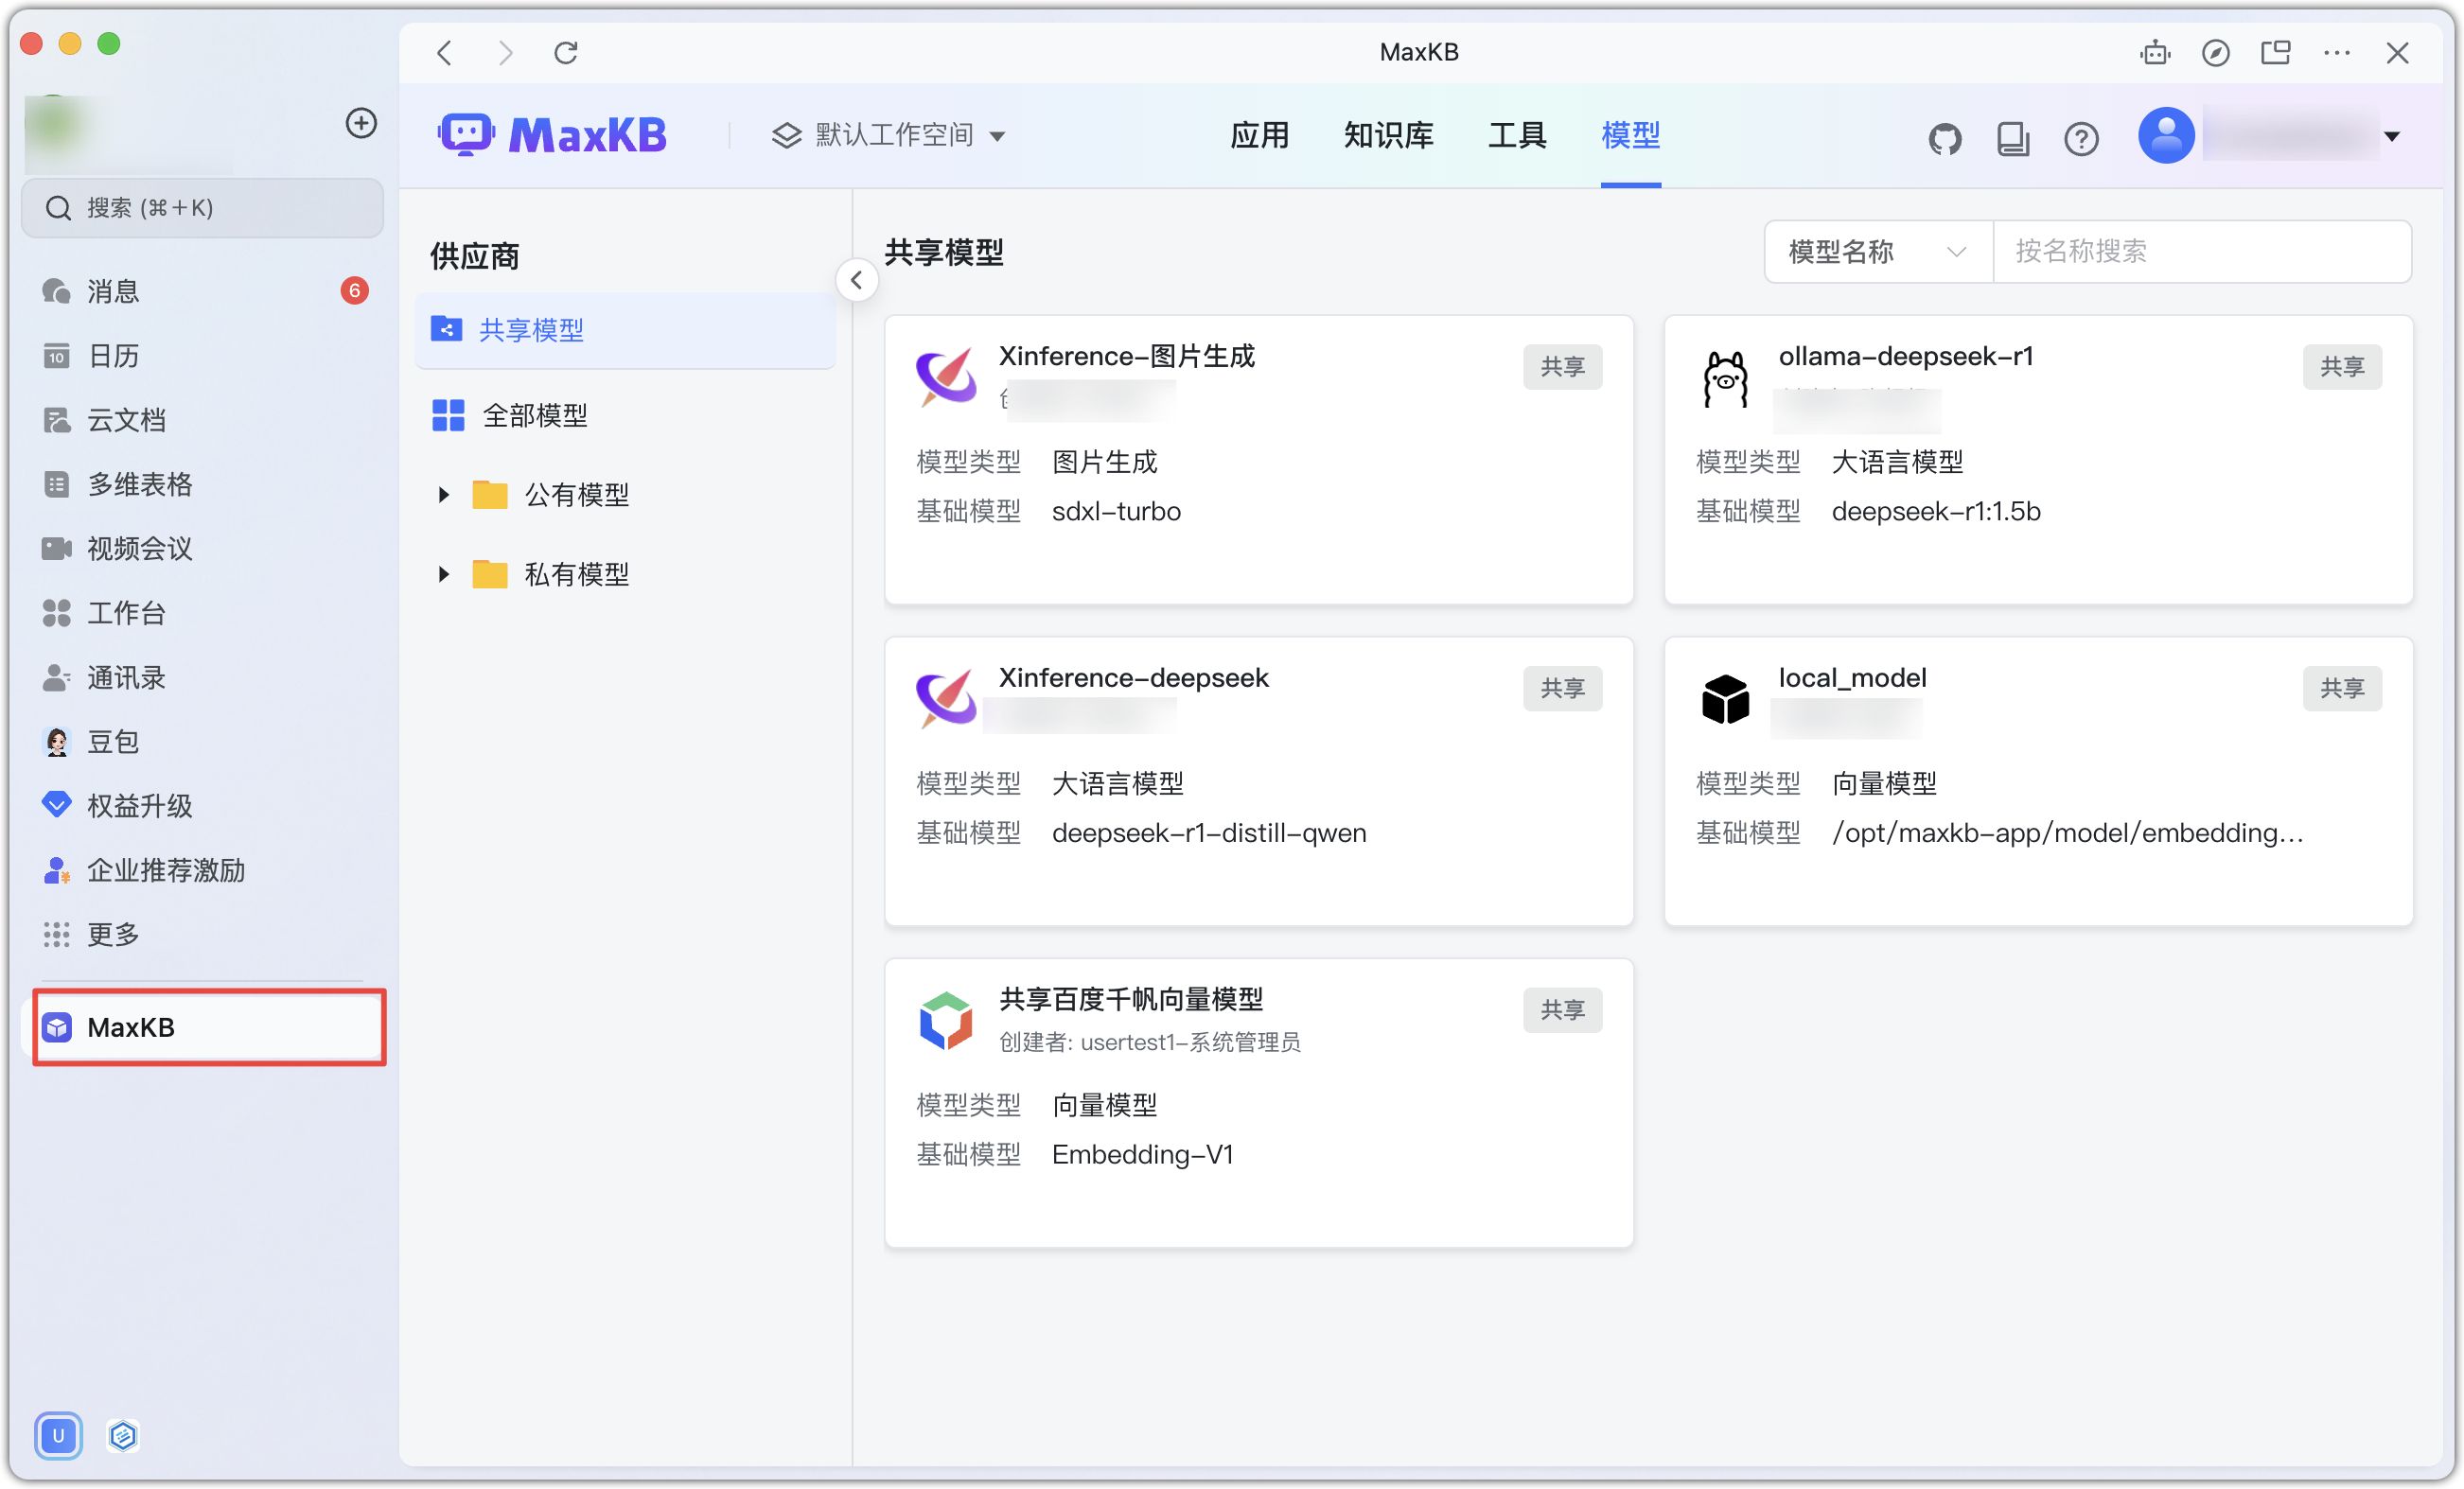 MaxKB
搜索 (⌘+K)
消息
6
10
日历
云文档
多维表格
视频会议
工作台
通讯录
豆包
权益升级
企业推荐激励
更多
MaxKB
U
MaxKB
默认工作空间
应用
知识库
工具
模型
供应商
共享模型
全部模型
公有模型
私有模型
共享模型
模型名称
按名称搜索
Xinference-图片生成
共享
模型类型 图片生成
基础模型 sdxl-turbo
ollama-deepseek-r1
共享
模型类型 大语言模型
基础模型 deepseek-r1:1.5b
Xinference-deepseek
共享
模型类型 大语言模型
基础模型 deepseek-r1-distill-qwen
local_model
共享
模型类型 向量模型
基础模型 /opt/maxkb-app/model/embedding...
共享百度千帆向量模型
共享
创建者: usertest1-系统管理员
模型类型 向量模型
基础模型 Embedding-V1